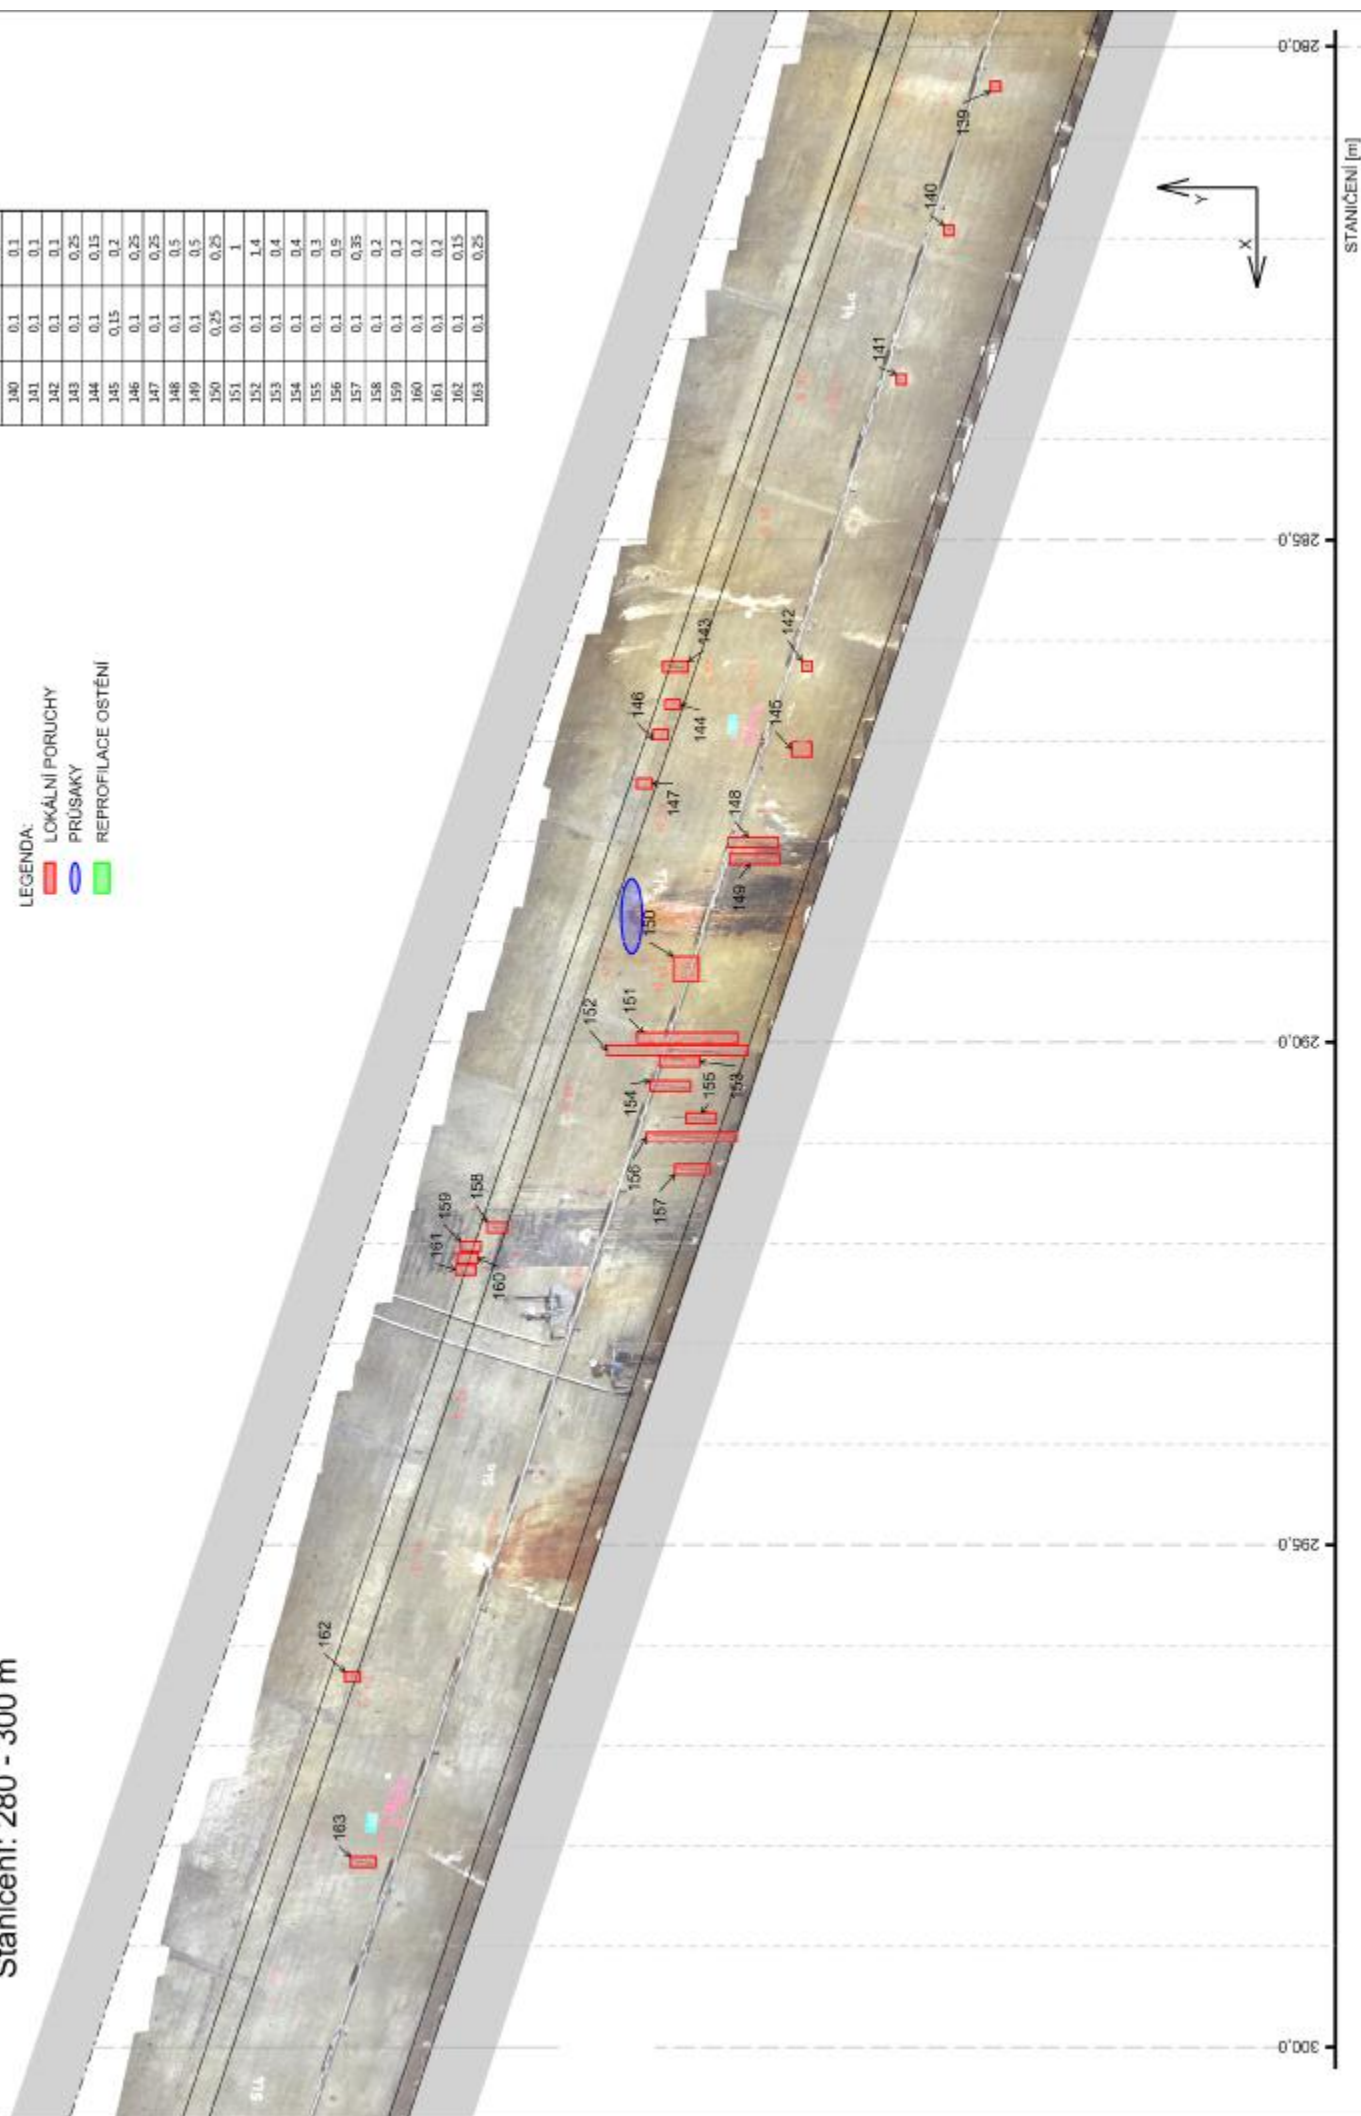 Staničení: 280 - 300 m
LEGENDA:
LOKÁLNÍ PORUCHY
PRŮSAKY
REPROFILACE OSTĚNÍ
140 0,1 0,1
141 0,1 0,1
142 0,1 0,1
143 0,1 0,25
144 0,1 0,15
145 0,15 0,2
146 0,1 0,25
147 0,1 0,25
148 0,1 0,5
149 0,1 0,5
150 0,25 0,25
151 0,1 1
152 0,1 1,4
153 0,1 0,4
154 0,1 0,4
155 0,1 0,3
156 0,1 0,9
157 0,1 0,35
158 0,1 0,2
159 0,1 0,2
160 0,1 0,2
161 0,1 0,2
162 0,1 0,15
163 0,1 0,25
163
162
161
159
158
160
157
156
154
155
153
152
151
150
149
148
147
146
144
145
143
142
141
140
139
X
Y
300,0
295,0
290,0
285,0
280,0
STANIČENÍ [m]